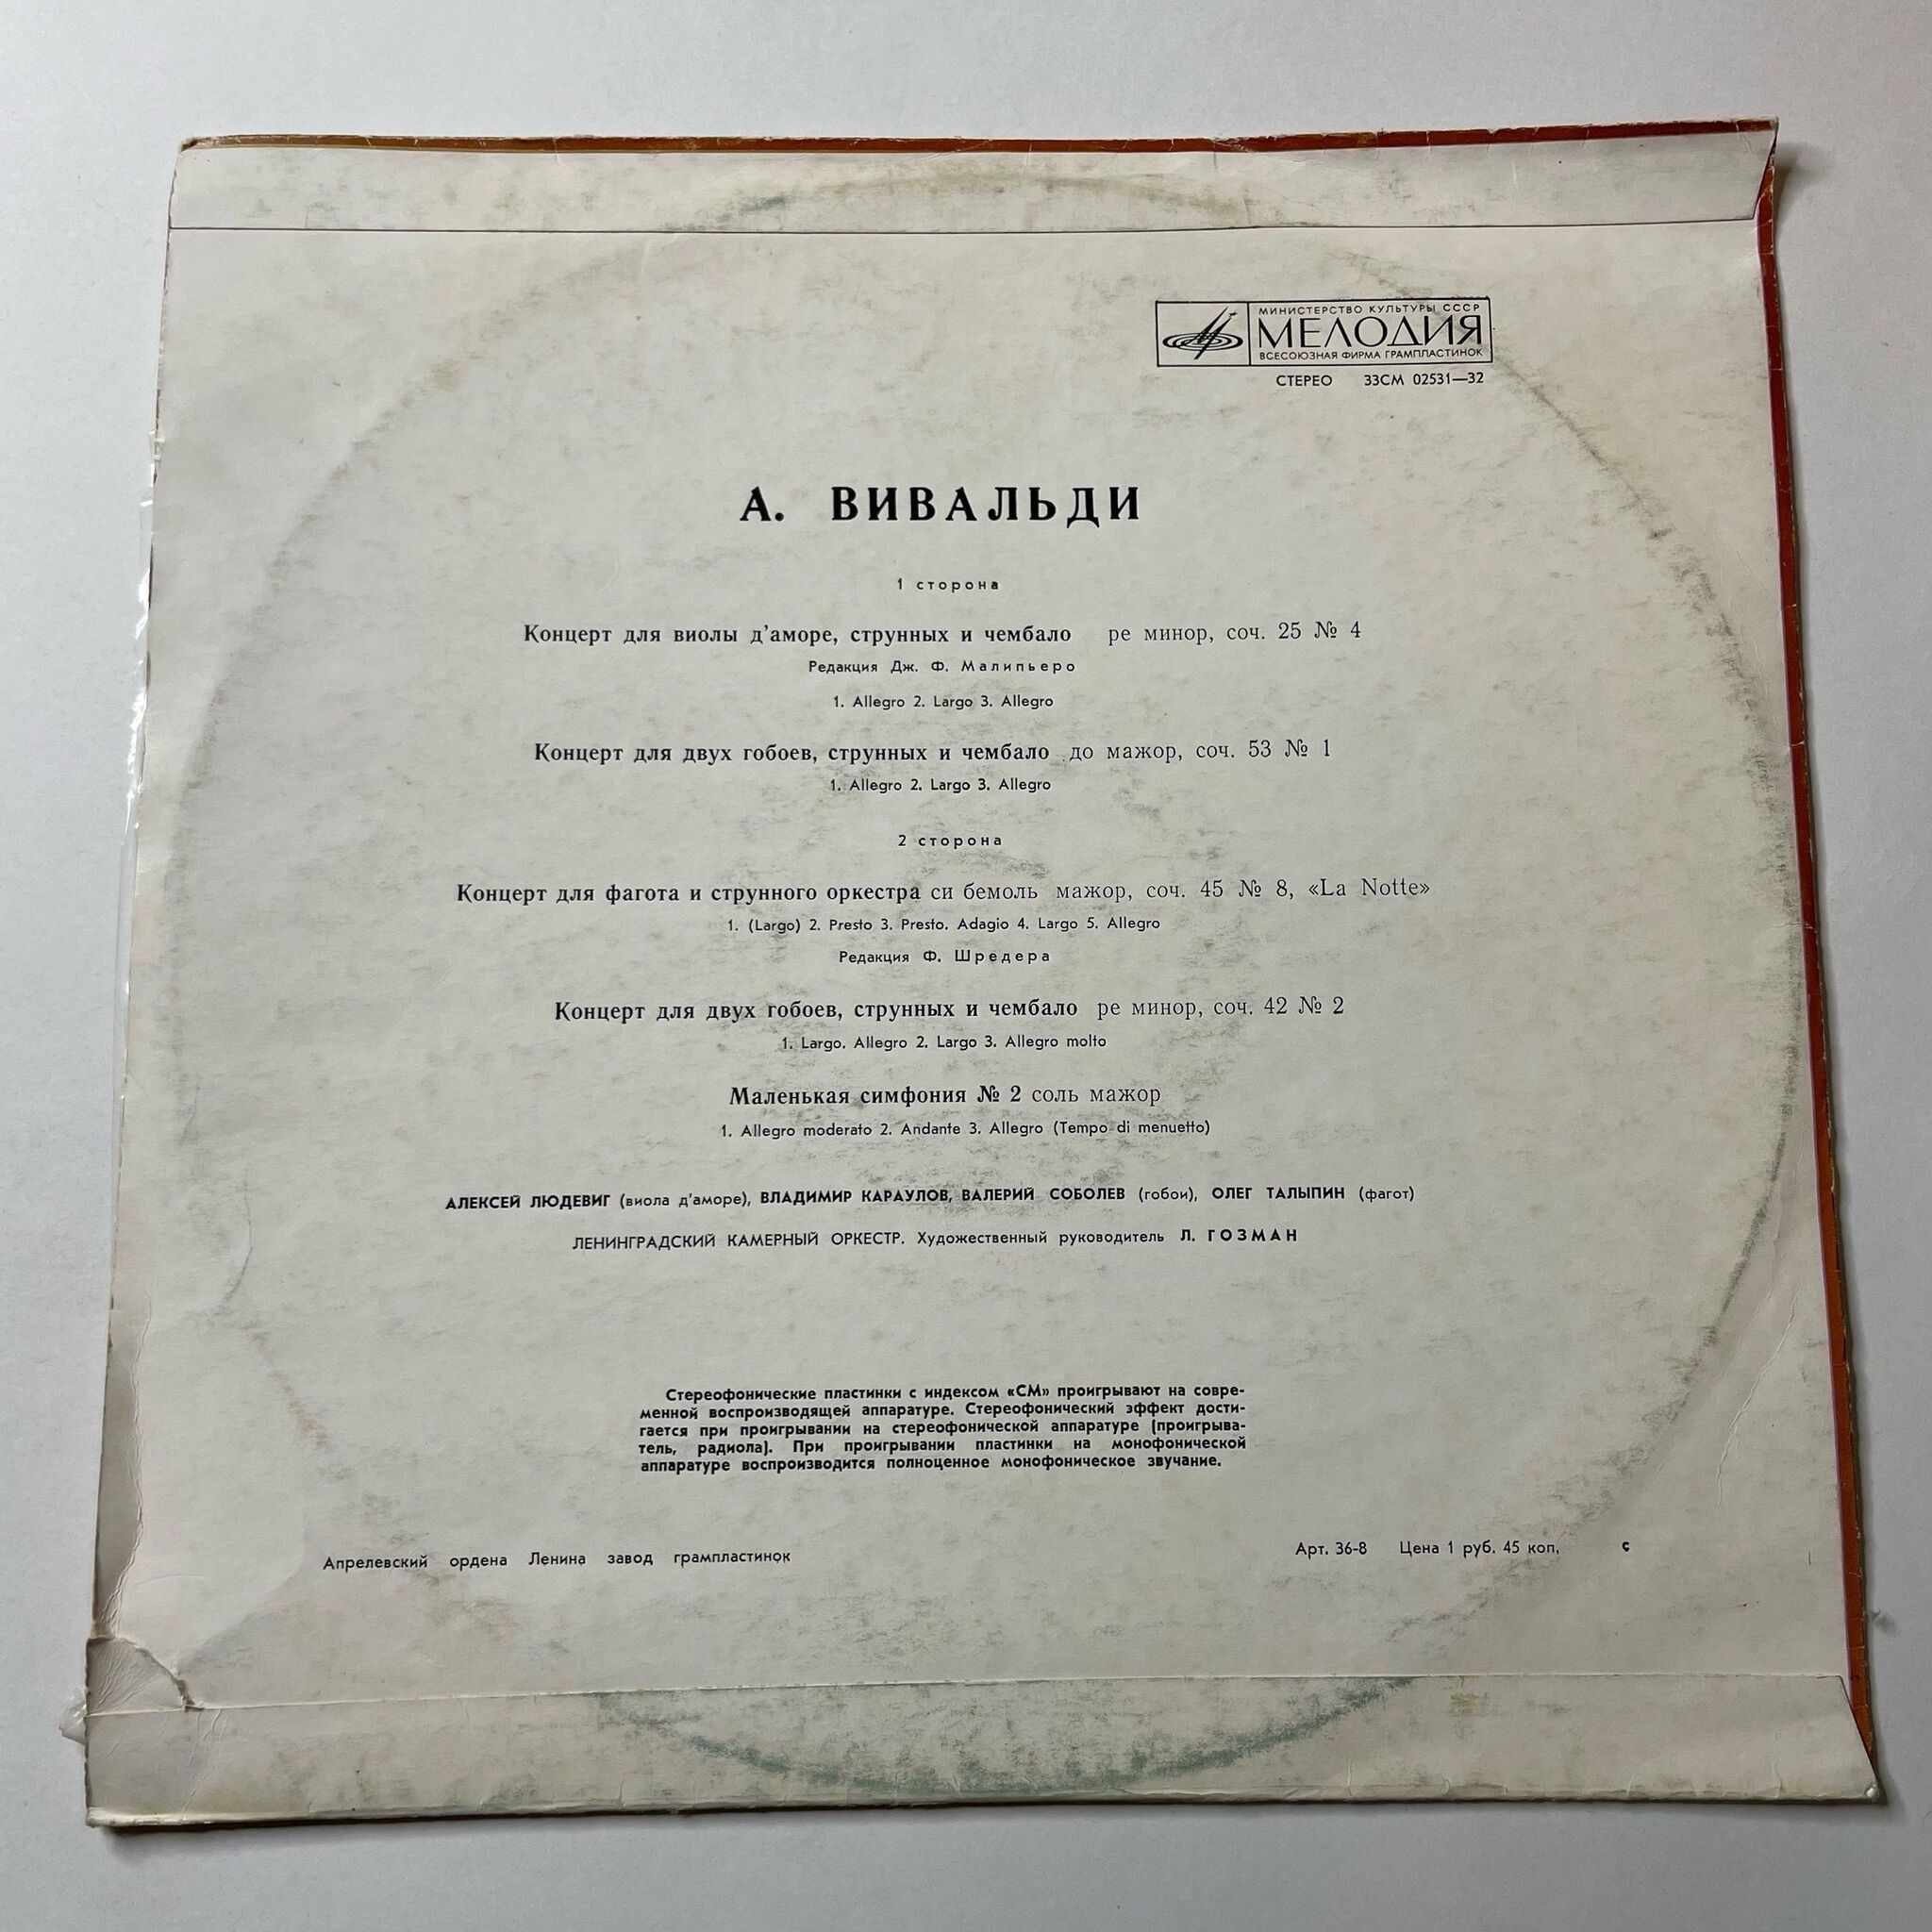 МИНИСТЕРСТВО КУЛЬТУРЫ СССР
МЕЛОДИЯ
ВСЕСОЮЗНАЯ ФИРМА ГРАМПЛАСТИНОК
СТЕРЕО 33СМ 02531—32
А. ВИВАЛЬДИ
1 сторона
Концерт для виолы д'аморе, струнных и чембало ре минор, соч. 25 № 4
Редакция Дж. Ф. Малипьеро
1. Allegro 2. Largo 3. Allegro
Концерт для двух гобоев, струнных и чембало до мажор, соч. 53 № 1
1. Allegro 2. Largo 3. Allegro
2 сторона
Концерт для фагота и струнного оркестра си бемоль мажор, соч. 45 № 8, «La Notte»
1. (Largo) 2. Presto 3. Presto. Adagio 4. Largo 5. Allegro
Редакция Ф. Шредера
Концерт для двух гобоев, струнных и чембало ре минор, соч. 42 № 2
1. Largo. Allegro 2. Largo 3. Allegro molto
Маленькая симфония № 2 соль мажор
1. Allegro moderato 2. Andante 3. Allegro (Tempo di menuetto)
АЛЕКСЕЙ ЛЮДЕВИГ (виола д'аморе), ВЛАДИМИР КАРАУЛОВ, ВАЛЕРИЙ СОБОЛЕВ (гобои), ОЛЕГ ТАЛЫПИН (фагот)
ЛЕНИНГРАДСКИЙ КАМЕРНЫЙ ОРКЕСТР. Художественный руководитель Л. ГОЗМАН
Стереофонические пластинки с индексом «СМ» проигрывают на совре-
менной воспроизводящей аппаратуре. Стереофонический эффект дости-
гается при проигрывании на стереофонической аппаратуре (проигрыва-
тель, радиола). При проигрывании пластинки на монофонической
аппаратуре воспроизводится полноценное монофоническое звучание.
Апрелевский ордена Ленина завод грампластинок
Арт. 36-8 Цена 1 руб. 45 коп.